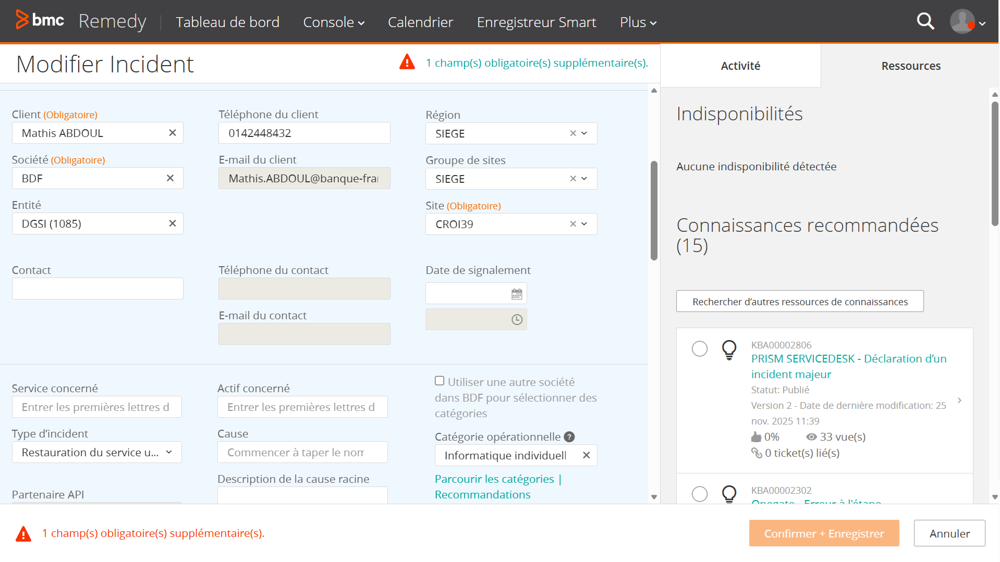 bmc Remedy Tableau de bord Console Calendrier Enregistreur Smart Plus
Modifier Incident
1 champ(s) obligatoire(s) supplémentaire(s).
Client (Obligatoire)
Mathis ABDOUL
Téléphone du client
0142448432
Région
SIEGE
Société (Obligatoire)
BDF
E-mail du client
Mathis.ABDOUL@banque-fra
Groupe de sites
SIEGE
Entité
DGSI (1085)
Site (Obligatoire)
CROI39
Contact
Téléphone du contact
Date de signalement
E-mail du contact
Service concerné
Entrer les premières lettres d
Actif concerné
Entrer les premières lettres d
Utiliser une autre société
dans BDF pour sélectionner des
catégories
Type d’incident
Restauration du service u...
Cause
Commencer à taper le nom
Catégorie opérationnelle ?
Informatique individuell
Parcourir les catégories |
Recommandations
Partenaire API
Description de la cause racine
Activité
Ressources
Indisponibilités
Aucune indisponibilité détectée
Connaissances recommandées
(15)
Rechercher d’autres ressources de connaissances
KBA00002806
PRISM SERVICEDESK - Déclaration d’un
incident majeur
Statut: Publié
Version 2 - Date de dernière modification: 25
nov. 2025 11:39
0% 33 vue(s)
0 ticket(s) lié(s)
KBA00002302
Onegate - Erreur à l'étape
1 champ(s) obligatoire(s) supplémentaire(s).
Confirmer + Enregistrer
Annuler